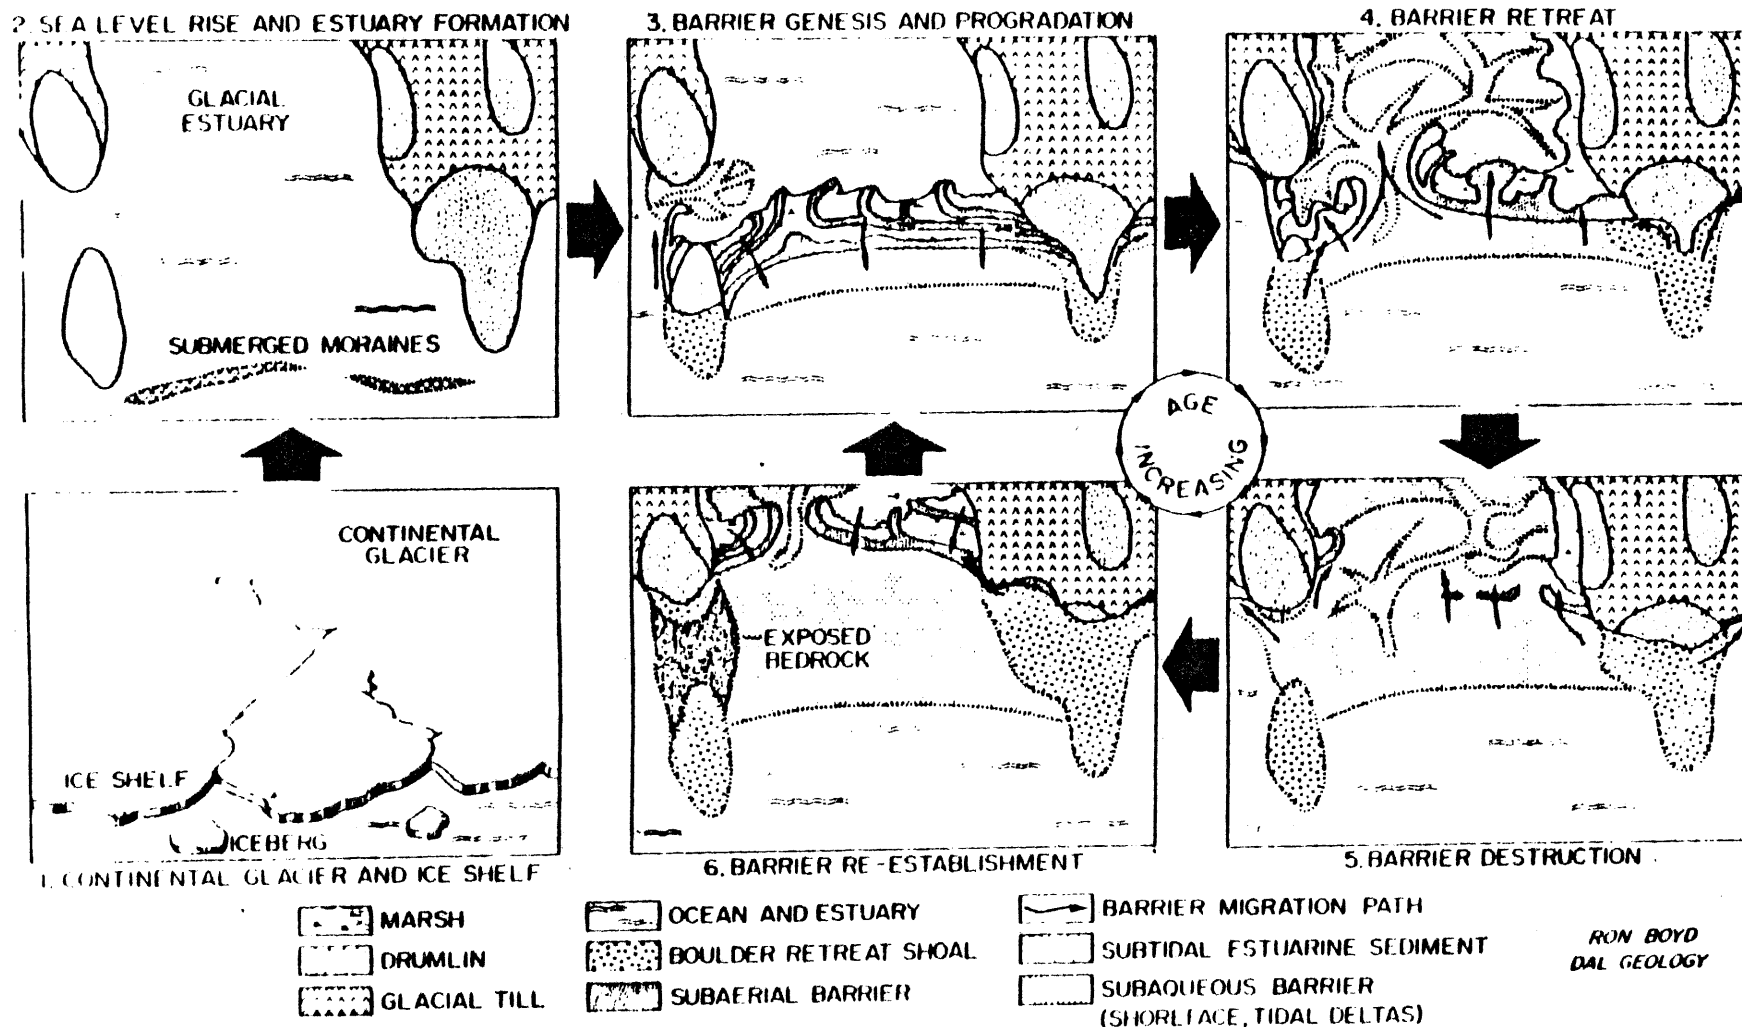 2. SEA LEVEL RISE AND ESTUARY FORMATION
3. BARRIER GENESIS AND PROGRADATION
4. BARRIER RETREAT
GLACIAL
ESTUARY
SUBMERGED MORAINES
AGE
INCREASING
CONTINENTAL
GLACIER
ICE SHELF
ICEBERG
EXPOSED
BEDROCK
1. CONTINENTAL GLACIER AND ICE SHELF
6. BARRIER RE-ESTABLISHMENT
5. BARRIER DESTRUCTION
MARSH
DRUMLIN
GLACIAL TILL
OCEAN AND ESTUARY
BOULDER RETREAT SHOAL
SUBAERIAL BARRIER
BARRIER MIGRATION PATH
SUBTIDAL ESTUARINE SEDIMENT
SUBAQUEOUS BARRIER
(SHOREFACE, TIDAL DELTAS)
RON BOYD
DAL GEOLOGY